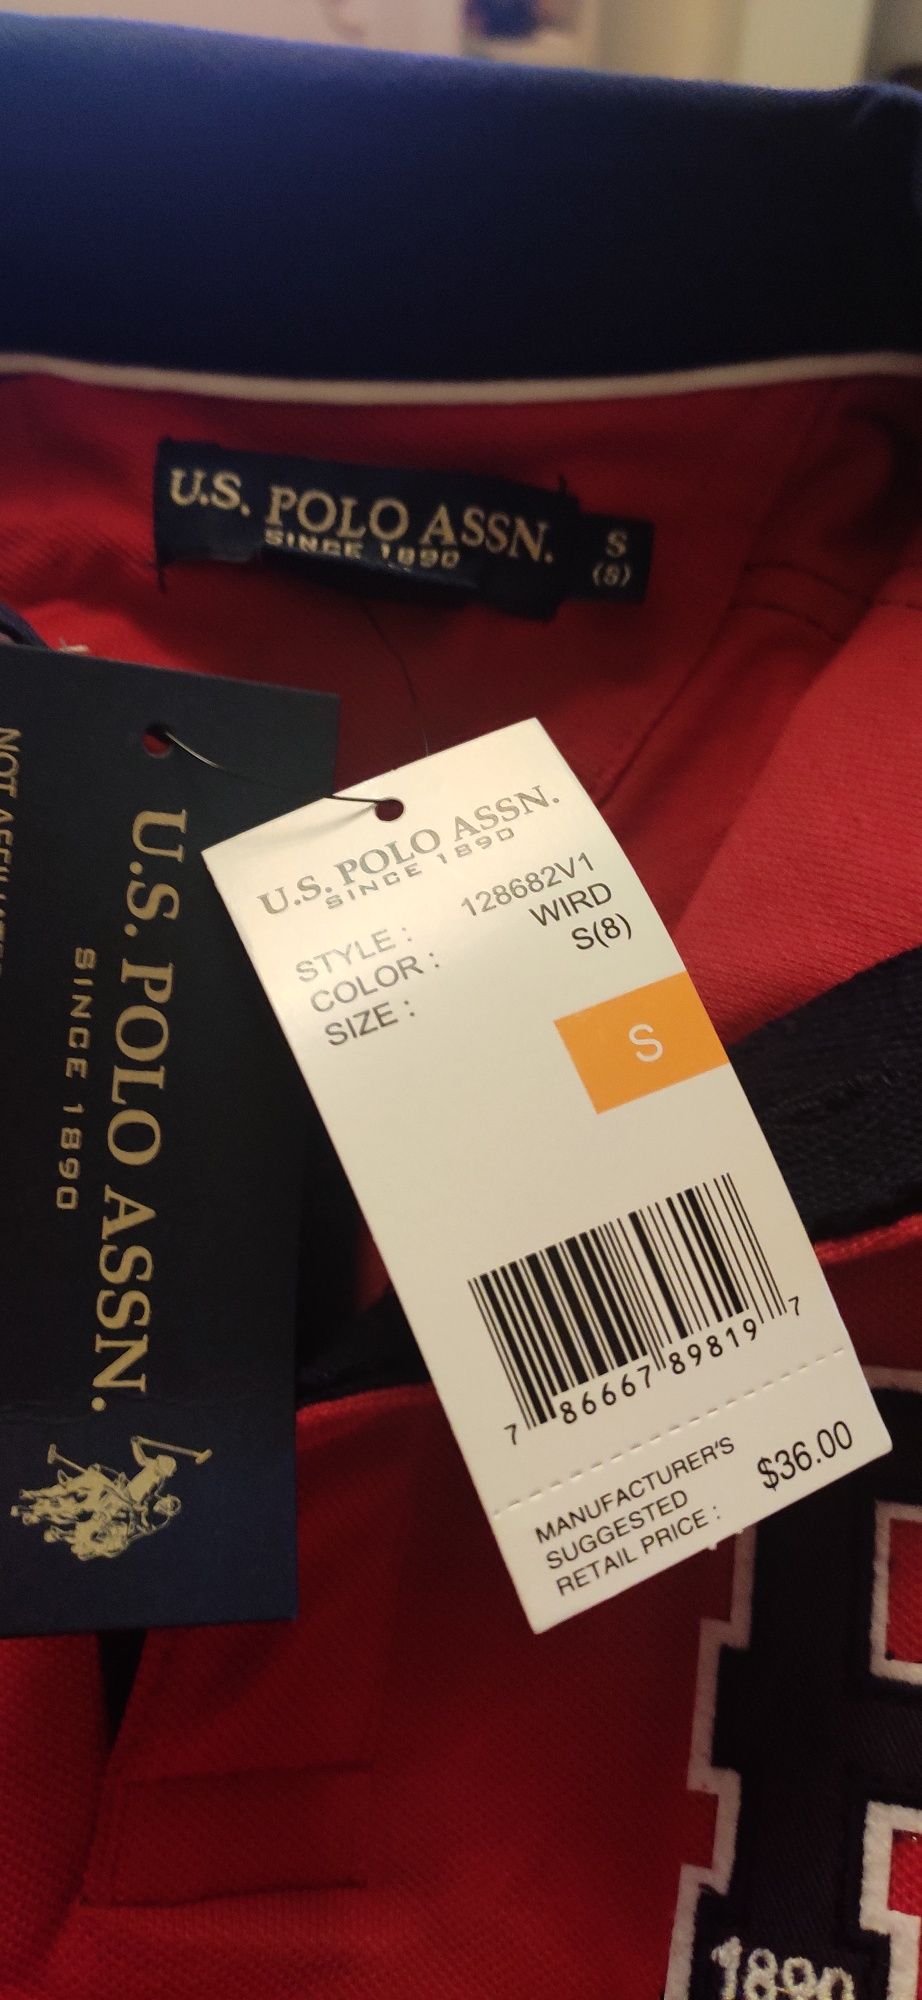 U.S. POLO ASSN.
SINCE 1890
S
(S)
U.S. POLO ASSN.
SINCE 1890
U.S. POLO ASSN.
SINCE 1890
STYLE : 128682V1
COLOR : WIRD
SIZE : S(8)
S
7 86667 89819 7
MANUFACTURER'S
SUGGESTED
RETAIL PRICE : $36.00
NOT
1890